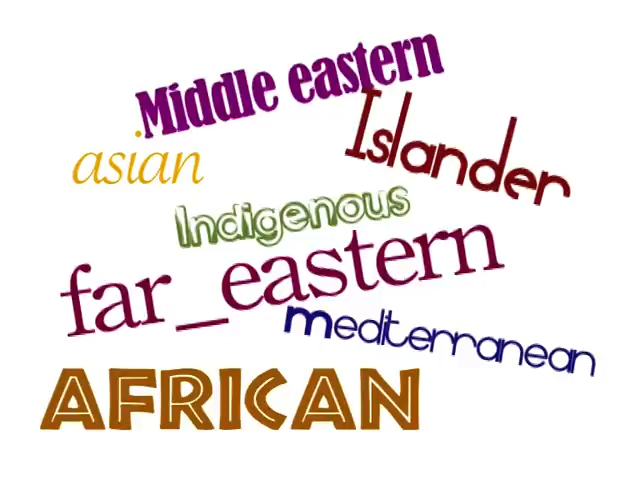 Middle eastern
Islander
asian
Indigenous
far_eastern
mediterranean
AFRICAN